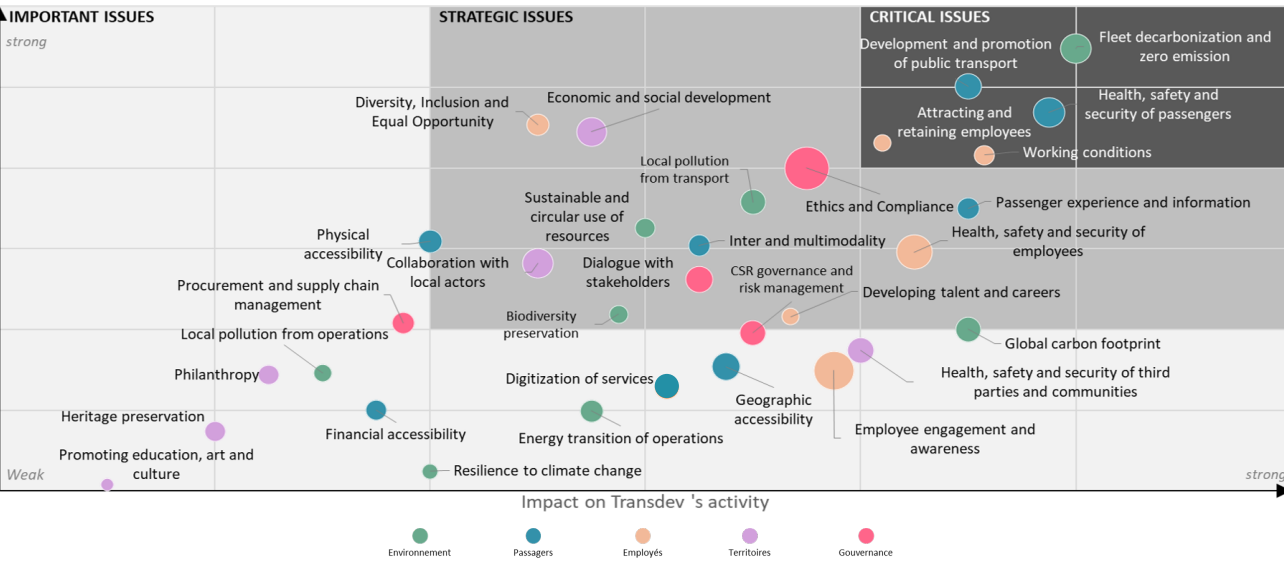 IMPORTANT ISSUES
STRATEGIC ISSUES
CRITICAL ISSUES
strong
Development and promotion
of public transport
Fleet decarbonization and
zero emission
Diversity, Inclusion and
Equal Opportunity
Economic and social development
Attracting and
retaining employees
Health, safety and
security of passengers
Working conditions
Local pollution
from transport
Sustainable and
circular use of
resources
Ethics and Compliance
Passenger experience and information
Physical
accessibility
Inter and multimodality
Health, safety and security of
employees
Collaboration with
local actors
Dialogue with
stakeholders
CSR governance and
risk management
Developing talent and careers
Procurement and supply chain
management
Biodiversity
preservation
Local pollution from operations
Global carbon footprint
Philanthropy
Digitization of services
Health, safety and security of third
parties and communities
Geographic
accessibility
Heritage preservation
Financial accessibility
Energy transition of operations
Employee engagement and
awareness
Promoting education, art and
culture
Resilience to climate change
Weak
strong
Impact on Transdev 's activity
Environnement
Passagers
Employés
Territoires
Gouvernance